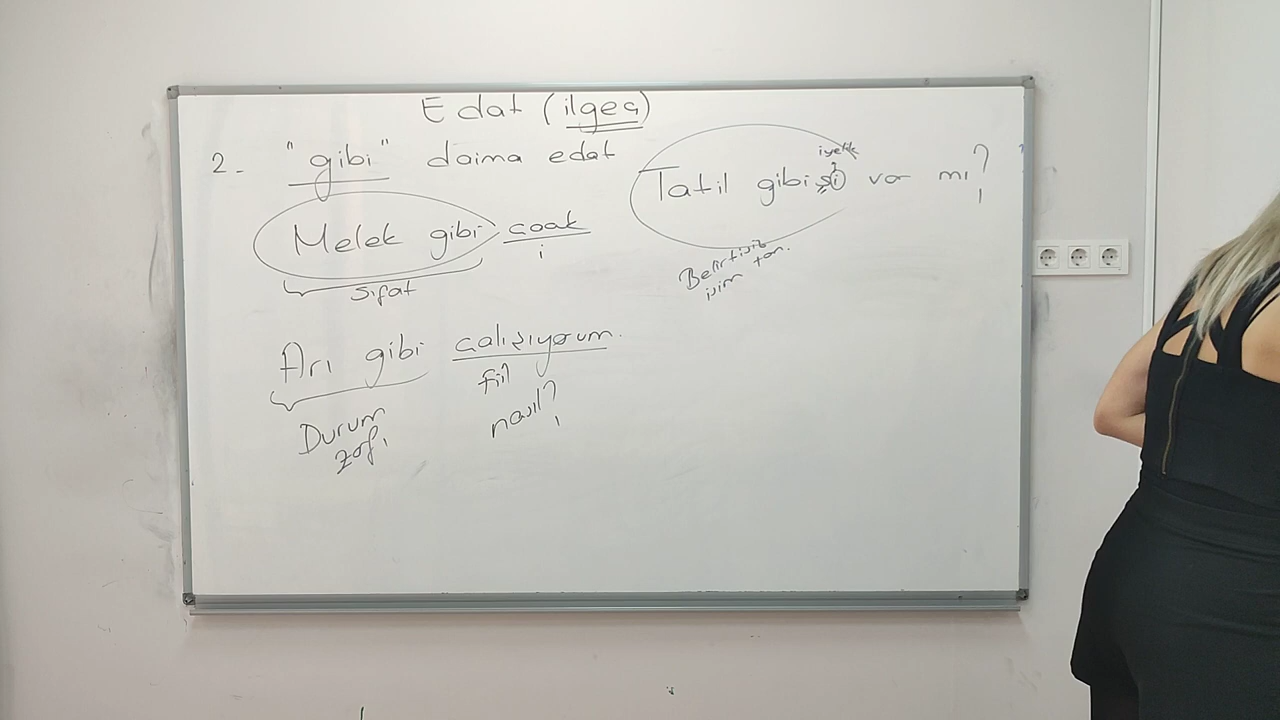 Edat (ilgeç)
2- "gibi" daima edat
Melek gibi çocuk
i
sıfat
Arı gibi çalışıyorum.
fiil
nasıl?
Durum
zarfı
iyelik
Tatil gibisi var mı?
Belirtisiz
isim tam.